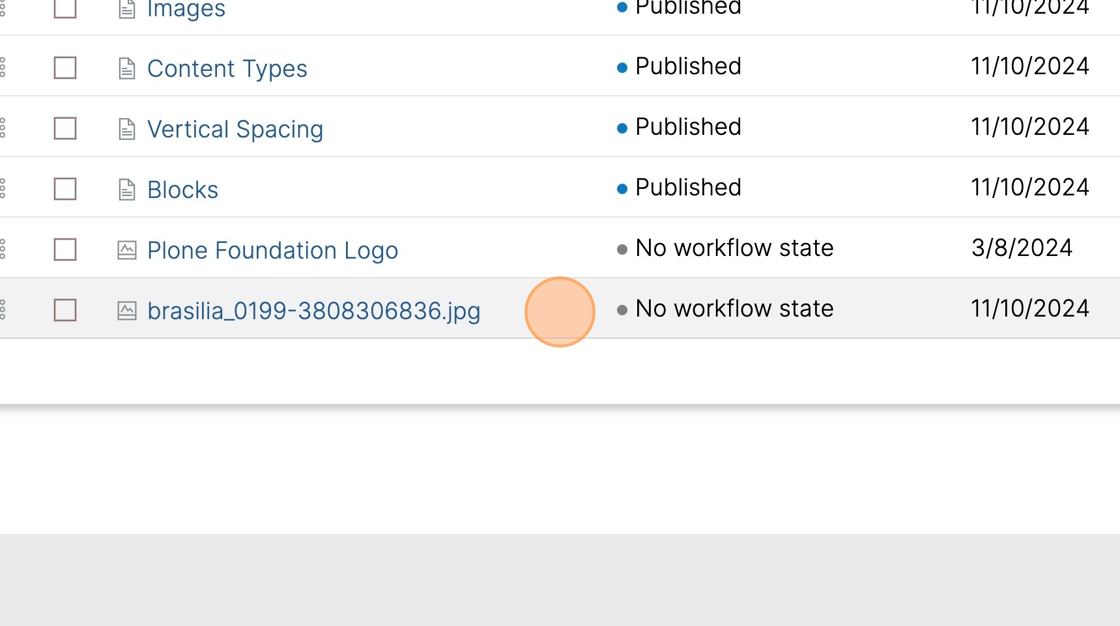 Images Published 11/10/2024
Content Types Published 11/10/2024
Vertical Spacing Published 11/10/2024
Blocks Published 11/10/2024
Plone Foundation Logo No workflow state 3/8/2024
brasilia_0199-3808306836.jpg No workflow state 11/10/2024